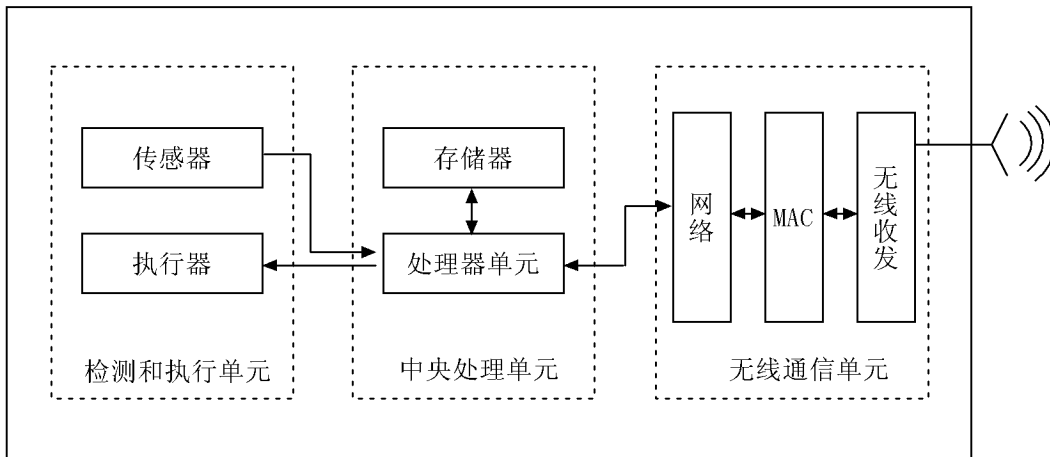 传感器
执行器
检测和执行单元
存储器
处理器单元
中央处理单元
网络
MAC
无线收发
无线通信单元